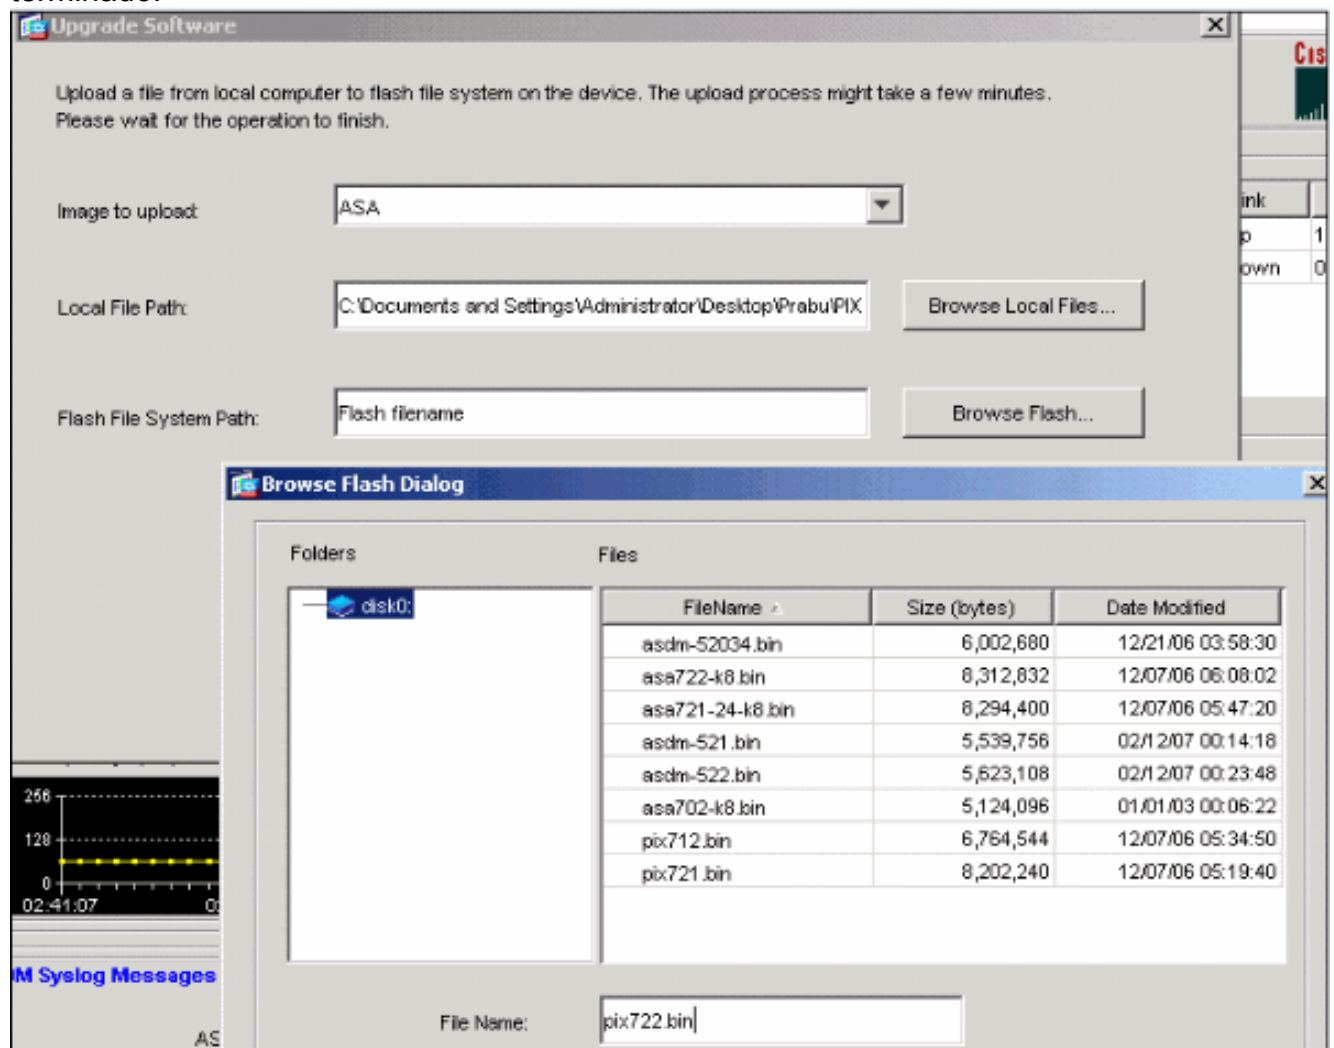 terminado.
Upgrade Software
Cis
Upload a file from local computer to flash file system on the device. The upload process might take a few minutes.
Please wait for the operation to finish.
Image to upload:
ASA
ink
p 1
own 0
Local File Path:
C:\Documents and Settings\Administrator\Desktop\Prabu\PIX
Browse Local Files...
Flash File System Path:
Flash filename
Browse Flash...
Browse Flash Dialog
Folders
Files
disk0:
FileName Size (bytes) Date Modified
asdm-52034.bin 6,002,680 12/21/06 03:58:30
asa722-k8.bin 8,312,832 12/07/06 06:08:02
asa721-24-k8.bin 8,294,400 12/07/06 05:47:20
asdm-521.bin 5,539,756 02/12/07 00:14:18
asdm-522.bin 5,623,108 02/12/07 00:23:48
asa702-k8.bin 5,124,096 01/01/03 00:06:22
pix712.bin 6,764,544 12/07/06 05:34:50
pix721.bin 8,202,240 12/07/06 05:19:40
256
128
0
02:41:07 0
M Syslog Messages
AS
File Name:
pix722.bin